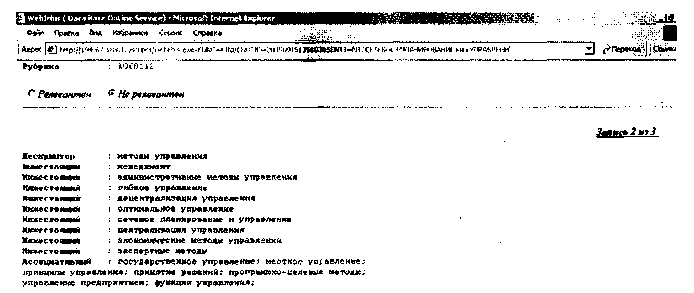 WebIrbis (Data Base Online Service) - Microsoft Internet Explorer
Файл Правка Вид Избранное Сервис Справка
Адрес Переход Ссылки
Рубрика :
Релевантен Не релевантен
Запись 2 из 3
Дескриптор : методы управления
Нижестоящий : менеджмент
Нижестоящий : административные методы управления
Нижестоящий : гибкое управление
Нижестоящий : децентрализация управления
Нижестоящий : оптимальное управление
Нижестоящий : сетевое планирование и управление
Нижестоящий : централизация управления
Нижестоящий : экономические методы управления
Нижестоящий : экспертные методы
Ассоциативный : государственное управление; местное управление;
принципы управления; принятие решений; программно-целевые методы;
управление предприятием; функции управления;